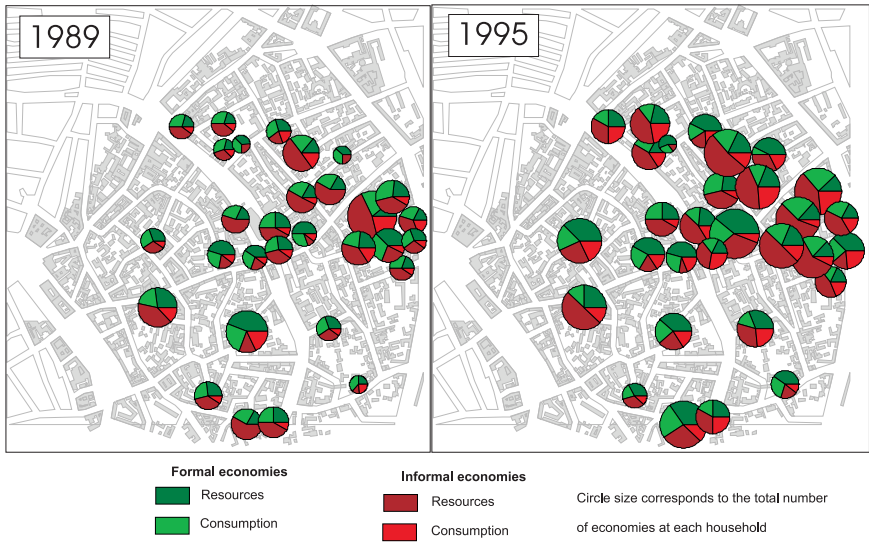 1989
1995
Formal economies
Resources
Consumption
Informal economies
Resources
Consumption
Circle size corresponds to the total number
of economies at each household